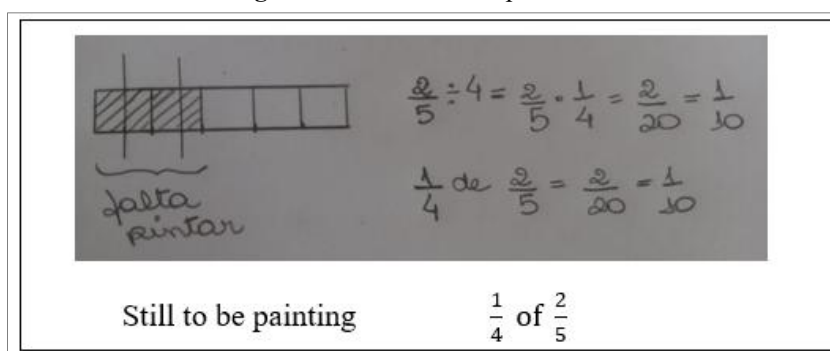 2/5 ÷ 4 = 2/5 · 1/4 = 2/20 = 1/10
falta
pintar
1/4 de 2/5 = 2/20 = 1/10
Still to be painting 1/4 of 2/5